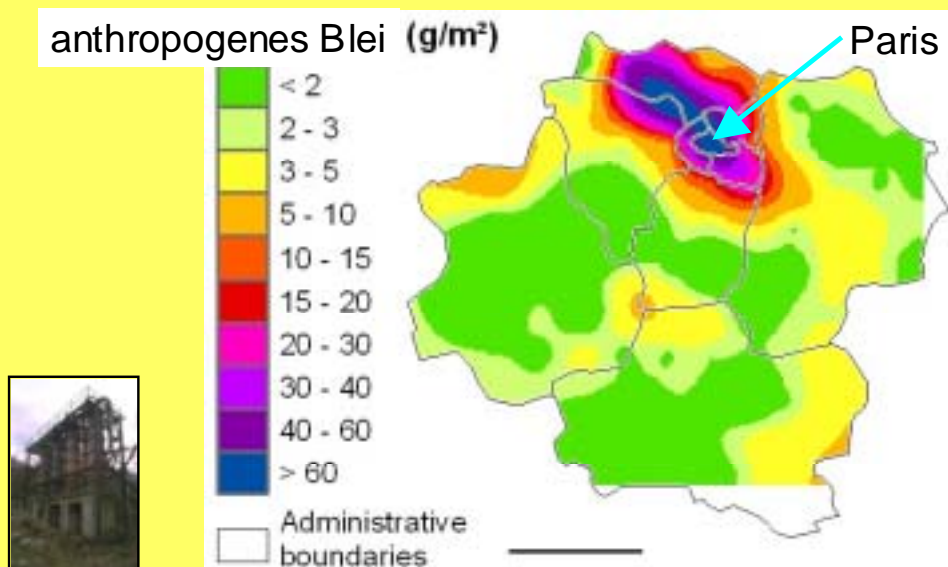 anthropogenes Blei (g/m²)
Paris
< 2
2 - 3
3 - 5
5 - 10
10 - 15
15 - 20
20 - 30
30 - 40
40 - 60
> 60
Administrative
boundaries